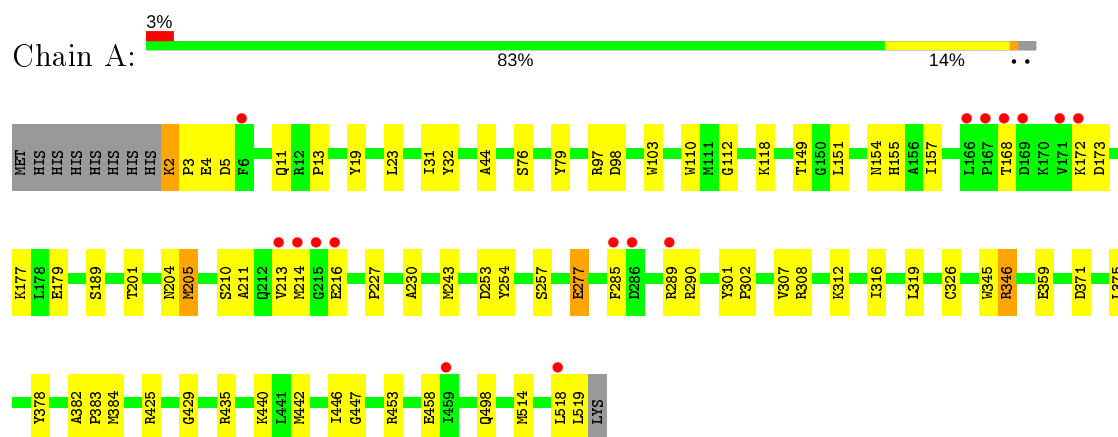 3%
Chain A:
83% 14% • •
MET HIS HIS HIS HIS HIS HIS HIS K2 P3 E4 D5 F6 Q11 R12 P13 Y19 L23 I31 Y32 A44 S76 Y79 R97 D98 W103 W110 M111 G112 K118 T149 G150 L151 N154 H155 A156 I157 L166 P167 T168 D169 K170 V171 K172 D173
K177 L178 E179 S189 T201 N204 M205 S210 A211 Q212 V213 M214 G215 E216 P227 A230 M243 D253 Y254 S257 E277 F285 D286 R289 R290 Y301 P302 V307 R308 K312 I316 L319 C326 W345 R346 E359 D371 L375
Y378 A382 P383 M384 R425 G429 R435 K440 L441 M442 I446 G447 R453 E458 I459 Q498 M514 L518 L519 LYS